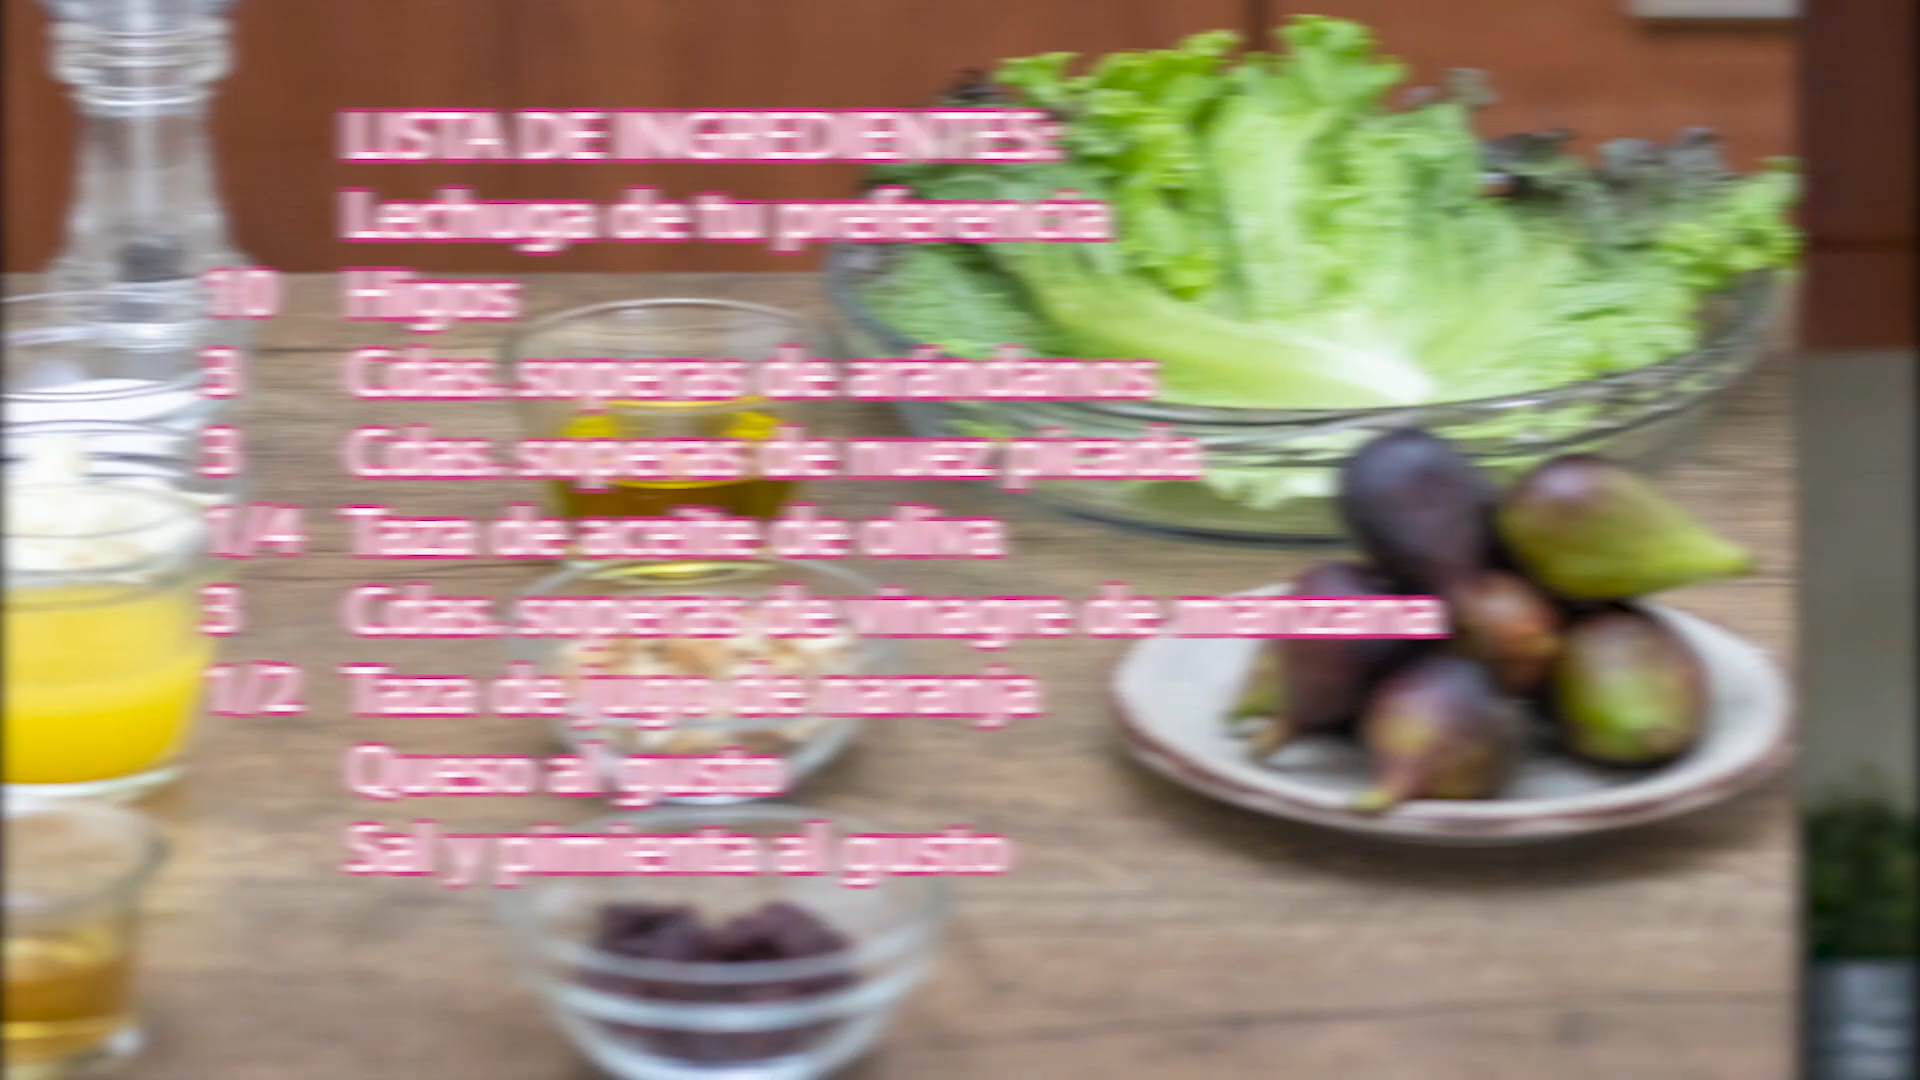 LISTA DE INGREDIENTES:
Lechuga de tu preferencia
10 Higos
3 Cdas. soperas de arándanos
3 Cdas. soperas de nuez picada
1/4 Taza de aceite de oliva
3 Cdas. soperas de vinagre de manzana
1/2 Taza de jugo de naranja
Queso al gusto
Sal y pimienta al gusto